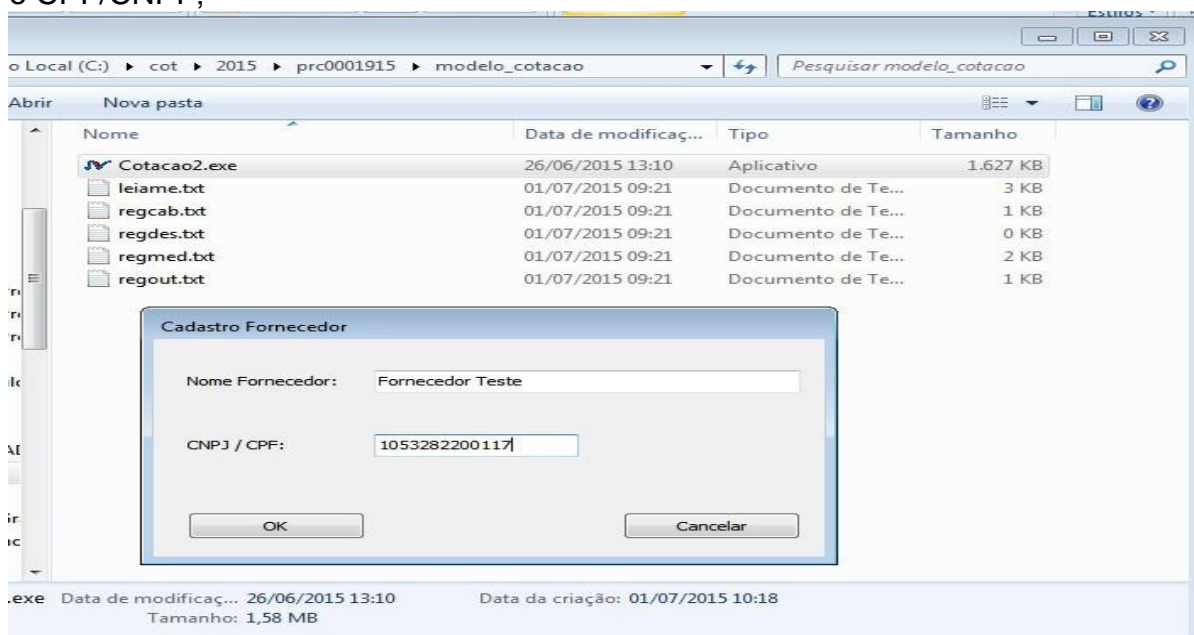 Estilos
o Local (C:) ▸ cot ▸ 2015 ▸ prc0001915 ▸ modelo_cotacao Pesquisar modelo_cotacao
Abrir Nova pasta
Nome Data de modificaç... Tipo Tamanho
Cotacao2.exe 26/06/2015 13:10 Aplicativo 1.627 KB
leiame.txt 01/07/2015 09:21 Documento de Te... 3 KB
regcab.txt 01/07/2015 09:21 Documento de Te... 1 KB
regdes.txt 01/07/2015 09:21 Documento de Te... 0 KB
regmed.txt 01/07/2015 09:21 Documento de Te... 2 KB
regout.txt 01/07/2015 09:21 Documento de Te... 1 KB
Cadastro Fornecedor
Nome Fornecedor: Fornecedor Teste
CNPJ / CPF: 1053282200117
OK Cancelar
.exe Data de modificaç... 26/06/2015 13:10 Data da criação: 01/07/2015 10:18
Tamanho: 1,58 MB